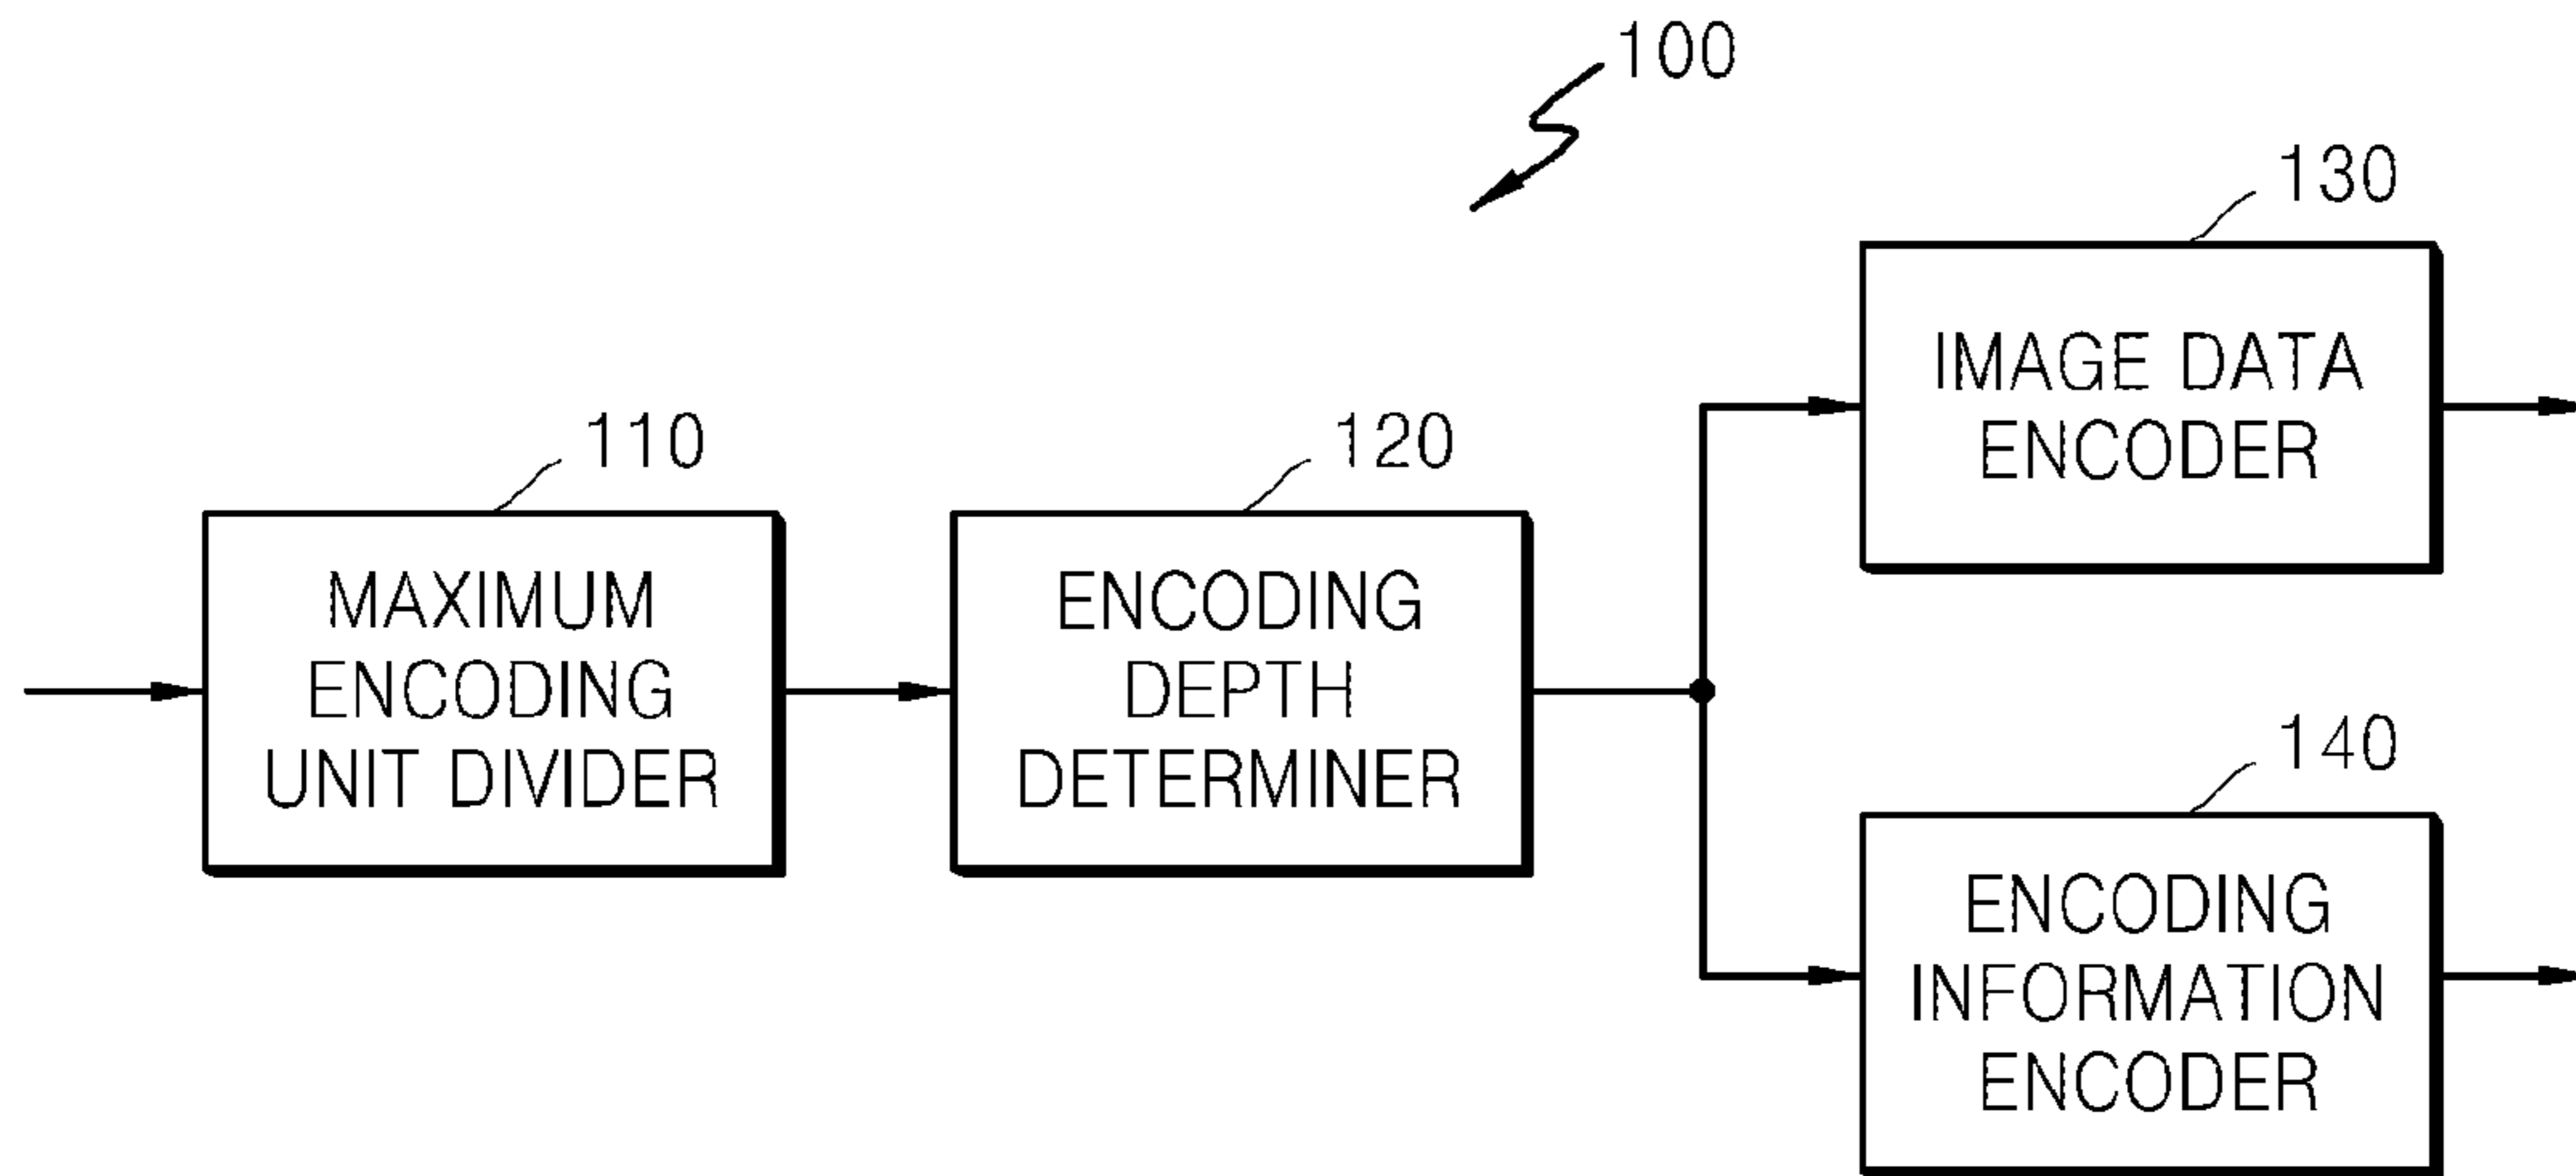 100
130
IMAGE DATA
ENCODER
110
MAXIMUM
ENCODING
UNIT DIVIDER
120
ENCODING
DEPTH
DETERMINER
140
ENCODING
INFORMATION
ENCODER